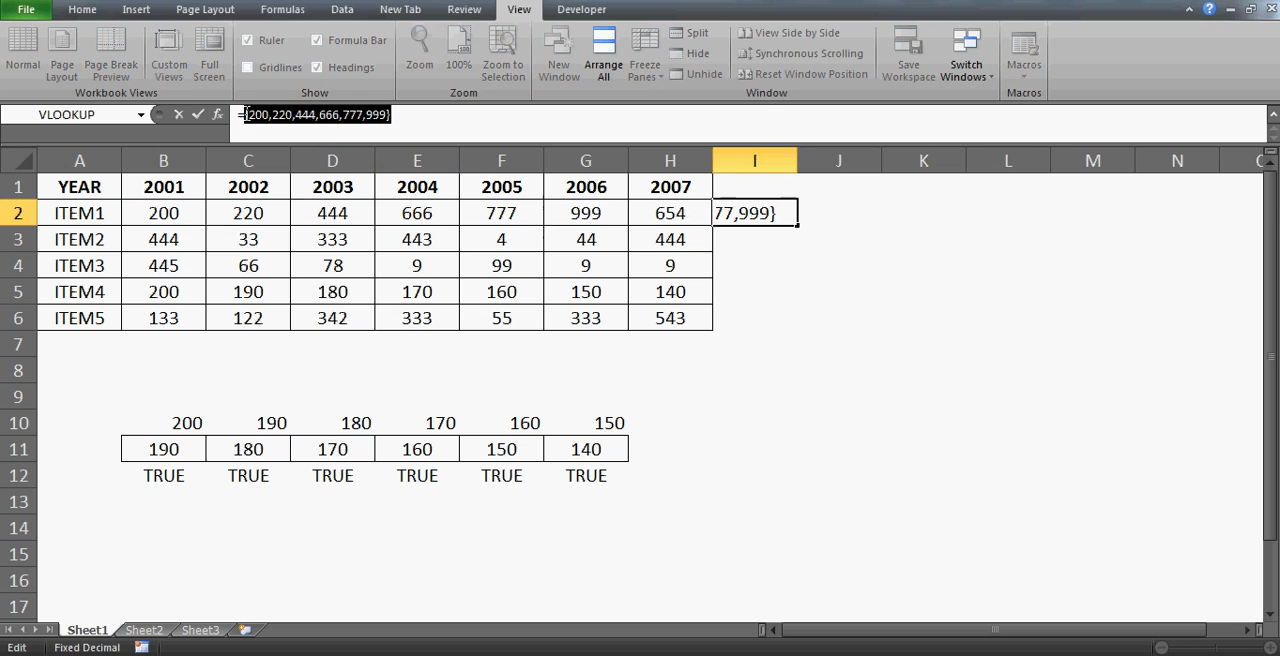 File Home Insert Page Layout Formulas Data New Tab Review View Developer
Normal Page Layout Page Break Preview Custom Views Full Screen
Workbook Views
Ruler Formula Bar
Gridlines Headings
Show
Zoom 100% Zoom to Selection
Zoom
New Window Arrange All Freeze Panes
Split
Hide
Unhide
View Side by Side
Synchronous Scrolling
Reset Window Position
Save Workspace Switch Windows
Window
Macros
Macros
VLOOKUP fx ={200,220,444,666,777,999}
A B C D E F G H I J K L M N
1 YEAR 2001 2002 2003 2004 2005 2006 2007
2 ITEM1 200 220 444 666 777 999 654 77,999}
3 ITEM2 444 33 333 443 4 44 444
4 ITEM3 445 66 78 9 99 9 9
5 ITEM4 200 190 180 170 160 150 140
6 ITEM5 133 122 342 333 55 333 543
7
8
9
10 200 190 180 170 160 150
11 190 180 170 160 150 140
12 TRUE TRUE TRUE TRUE TRUE TRUE
13
14
15
16
17
Sheet1 Sheet2 Sheet3
Edit Fixed Decimal